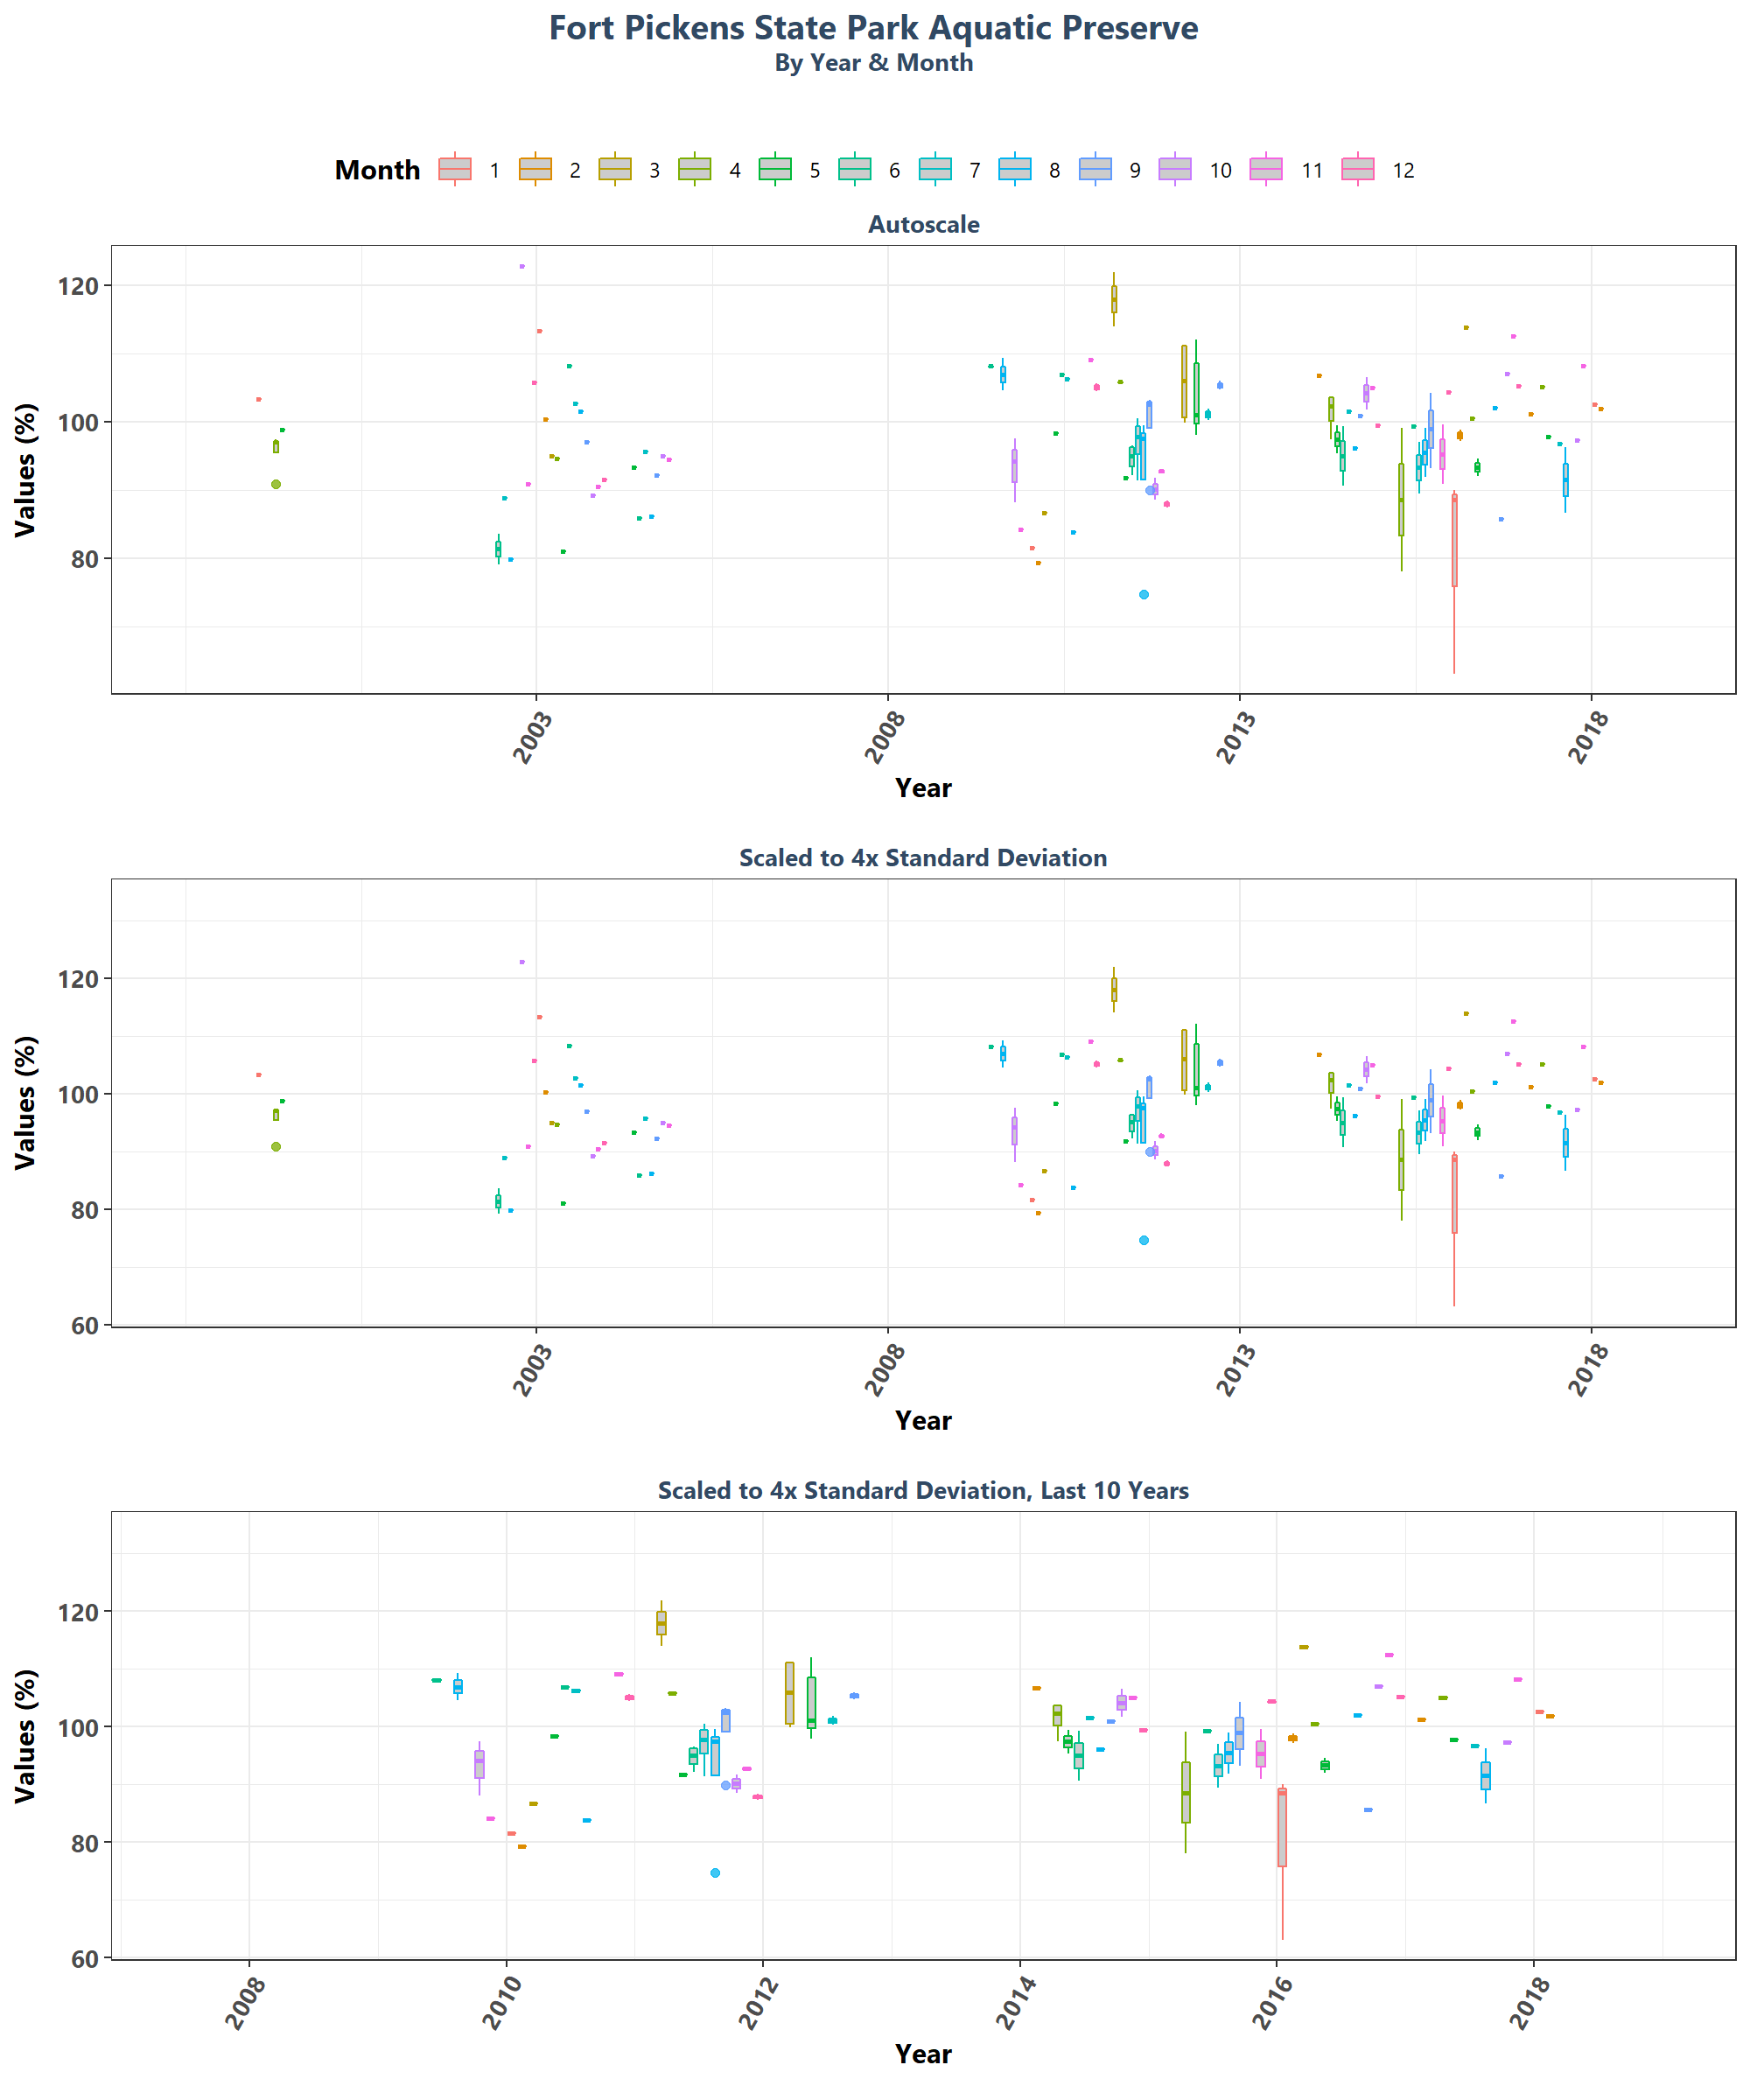 Fort Pickens State Park Aquatic Preserve
By Year & Month
Month 1 2 3 4 5 6 7 8 9 10 11 12
Autoscale
Values (%)
120
100
80
2003 2008 2013 2018
Year
Scaled to 4x Standard Deviation
Values (%)
120
100
80
60
2003 2008 2013 2018
Year
Scaled to 4x Standard Deviation, Last 10 Years
Values (%)
120
100
80
60
2008 2010 2012 2014 2016 2018
Year